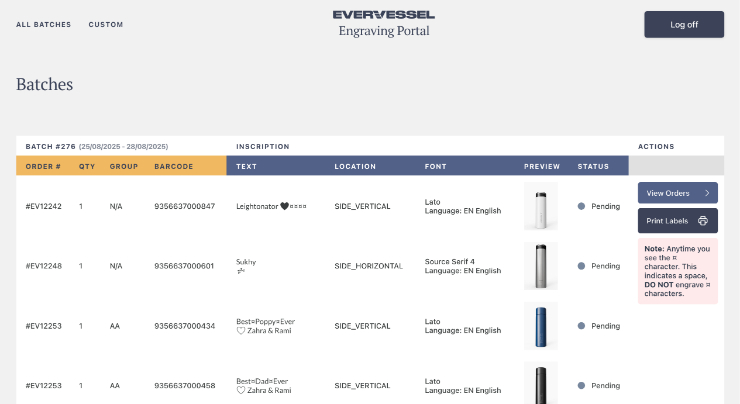 ALL BATCHES
CUSTOM
EVERVESSEL
Engraving Portal
Log off
Batches
BATCH #276 (25/08/2025 - 28/08/2025)
INSCRIPTION
ACTIONS
ORDER # QTY GROUP BARCODE TEXT LOCATION FONT PREVIEW STATUS
#EV12242 1 N/A 9356637000847 Leightonator 🖤¤¤¤¤ SIDE_VERTICAL Lato
Language: EN English
Pending
#EV12248 1 N/A 9356637000601 Sukhy
SIDE_HORIZONTAL Source Serif 4
Language: EN English
Pending
#EV12253 1 AA 9356637000434 Best¤Poppy¤Ever
♡ Zahra & Rami
SIDE_VERTICAL Lato
Language: EN English
Pending
#EV12253 1 AA 9356637000458 Best¤Dad¤Ever
♡ Zahra & Rami
SIDE_VERTICAL Lato
Language: EN English
Pending
View Orders
Print Labels
Note: Anytime you
see the ¤
character. This
indicates a space,
DO NOT engrave ¤
characters.